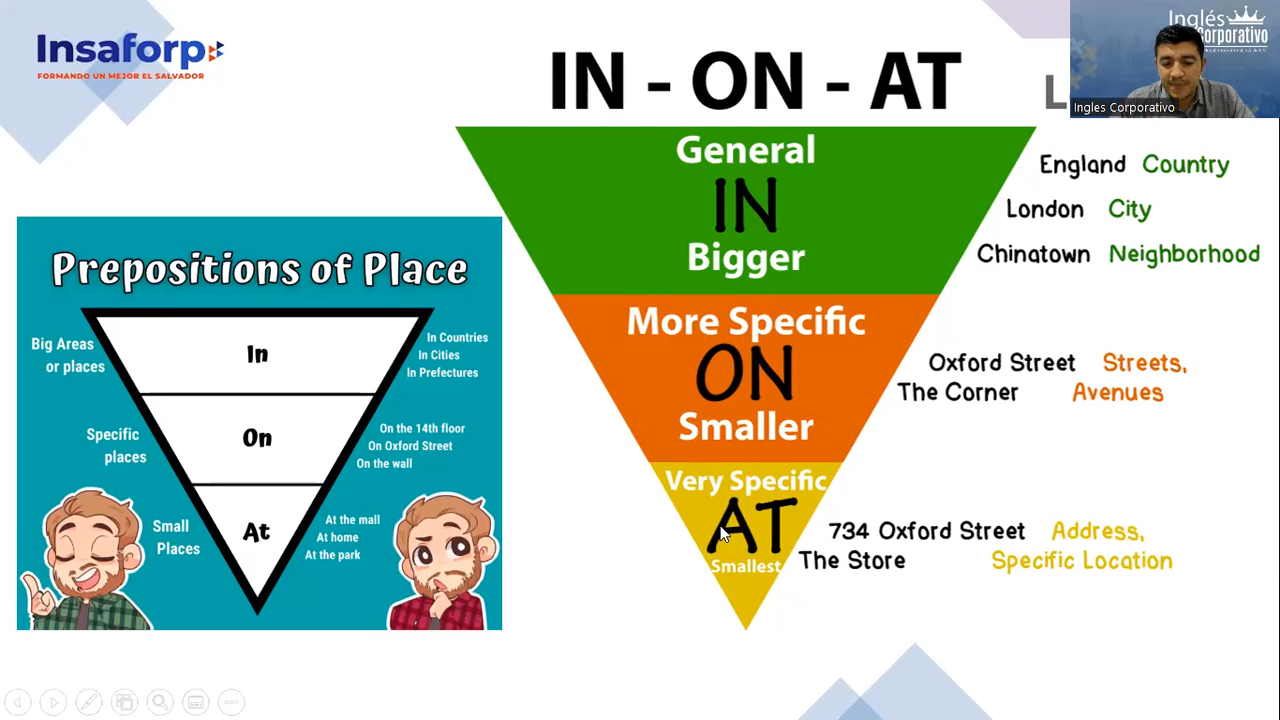 Insaforp
FORMANDO UN MEJOR EL SALVADOR
IN - ON - AT
L
Inglés
Corporativo
Ingles Corporativo
Prepositions of Place
Big Areas
or places
In
In Countries
In Cities
In Prefectures
Specific
places
On
On the 14th floor
On Oxford Street
On the wall
Small
Places
At
At the mall
At home
At the park
General
IN
Bigger
England Country
London City
Chinatown Neighborhood
More Specific
ON
Smaller
Oxford Street Streets,
The Corner Avenues
Very Specific
AT
Smallest
734 Oxford Street Address,
The Store Specific Location